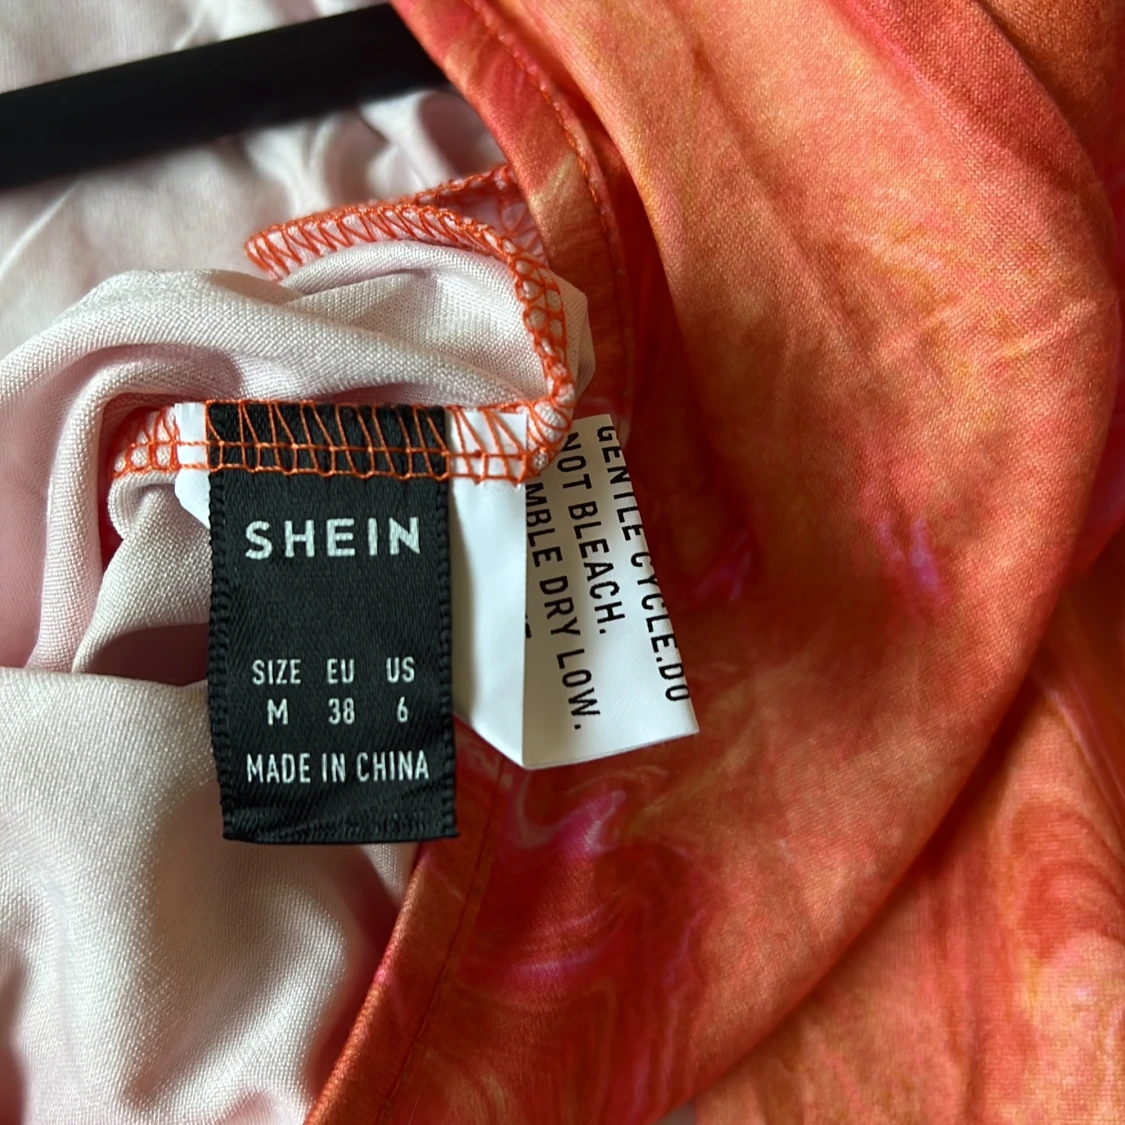 SHEIN
SIZE EU US
M 38 6
MADE IN CHINA
GENTLE CYCLE.DO
NOT BLEACH.
MBLE DRY LOW.